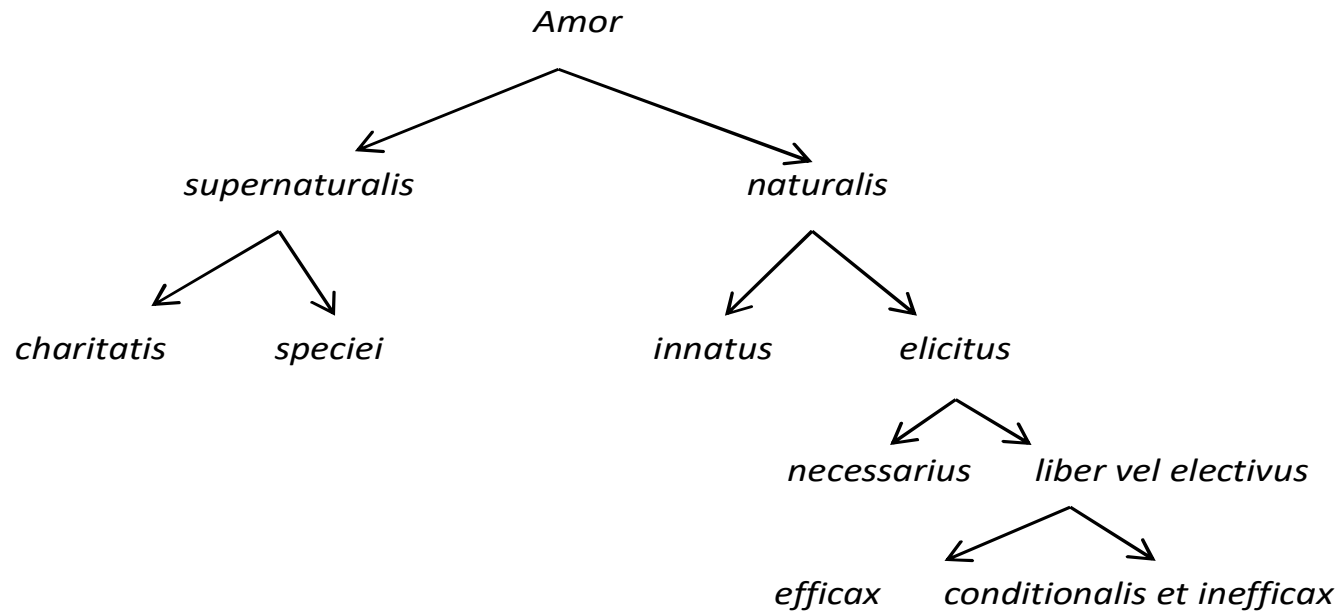 Amor
supernaturalis naturalis
charitatis speciei innatus elicitus
necessarius liber vel electivus
efficax conditionalis et inefficax